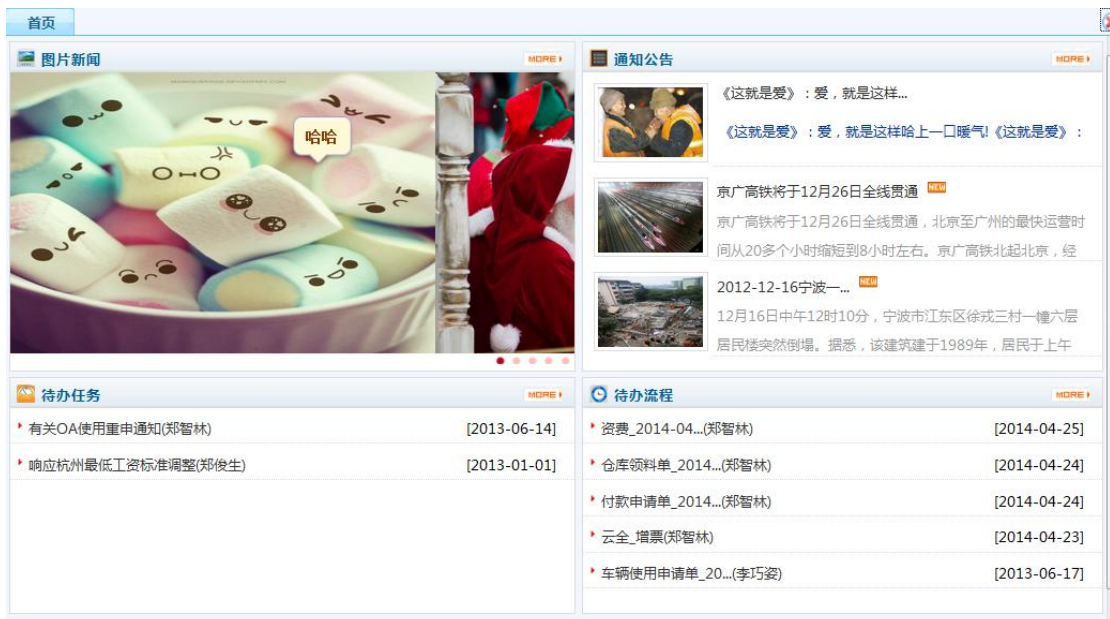 首页
图片新闻
MORE
哈哈
通知公告
MORE
《这就是爱》：爱，就是这样...
《这就是爱》：爱，就是这样哈上一口暖气!《这就是爱》：
京广高铁将于12月26日全线贯通 NEW
京广高铁将于12月26日全线贯通，北京至广州的最快运营时
间从20多个小时缩短到8小时左右。京广高铁北起北京，经
2012-12-16宁波一... NEW
12月16日中午12时10分，宁波市江东区徐戎三村一幢六层
居民楼突然倒塌。据悉，该建筑建于1989年，居民于上午
待办任务
MORE
有关OA使用重申通知(郑智林) [2013-06-14]
响应杭州最低工资标准调整(郑俊生) [2013-01-01]
待办流程
MORE
资费_2014-04...(郑智林) [2014-04-25]
仓库领料单_2014...(郑智林) [2014-04-24]
付款申请单_2014...(郑智林) [2014-04-24]
云全_增票(郑智林) [2014-04-23]
车辆使用申请单_20...(李巧姿) [2013-06-17]